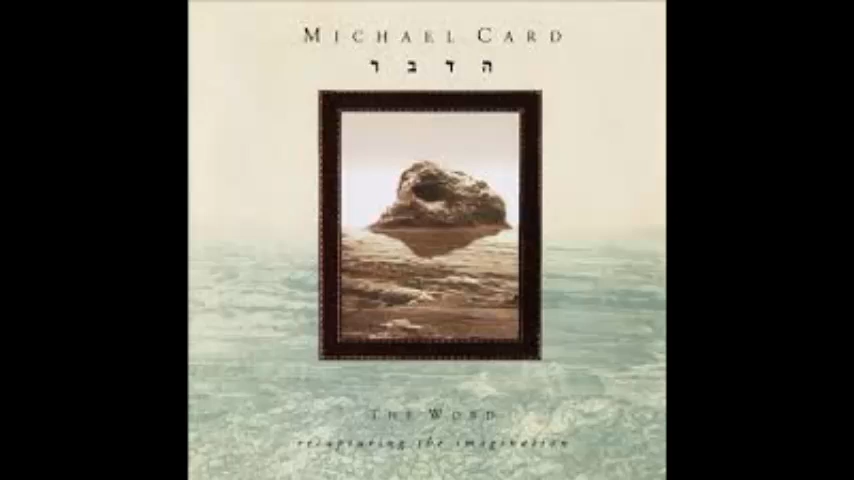 MICHAEL CARD
הדבר
THE WORD
recapturing the imagination